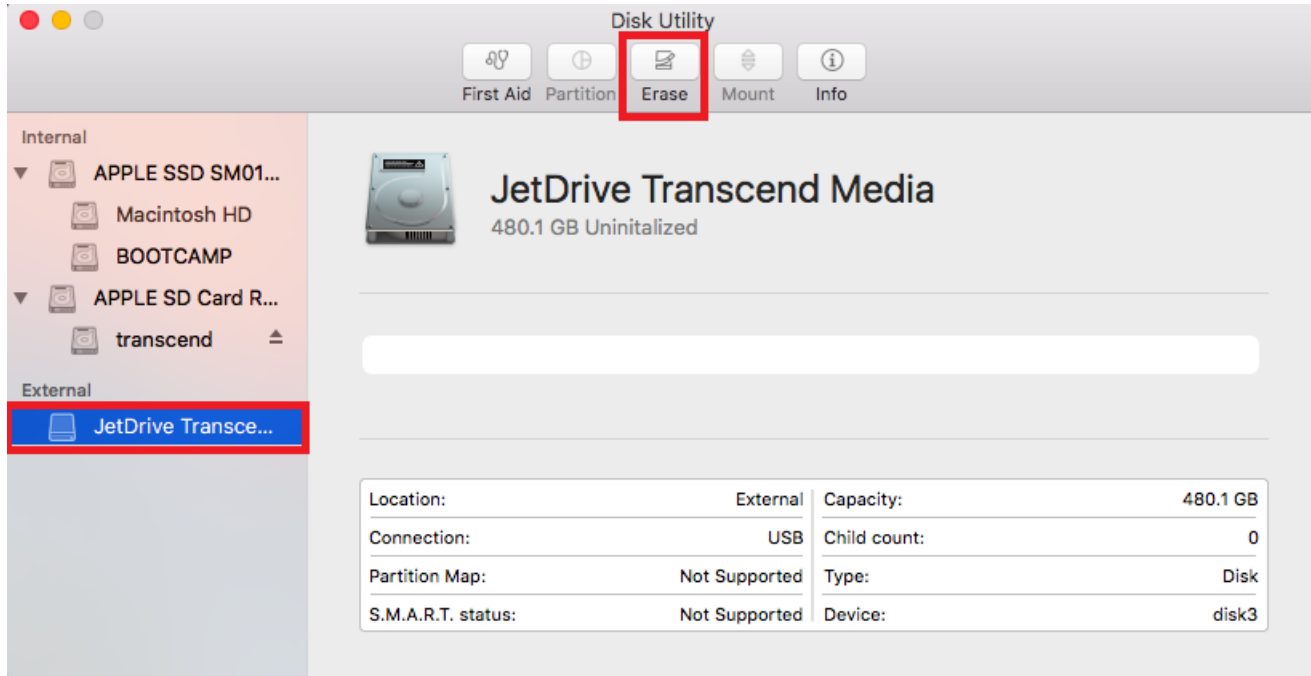 Disk Utility
First Aid Partition Erase Mount Info
Internal
APPLE SSD SM01...
Macintosh HD
BOOTCAMP
APPLE SD Card R...
transcend
External
JetDrive Transce...
JetDrive Transcend Media
480.1 GB Uninitalized
Location: External Capacity: 480.1 GB
Connection: USB Child count: 0
Partition Map: Not Supported Type: Disk
S.M.A.R.T. status: Not Supported Device: disk3